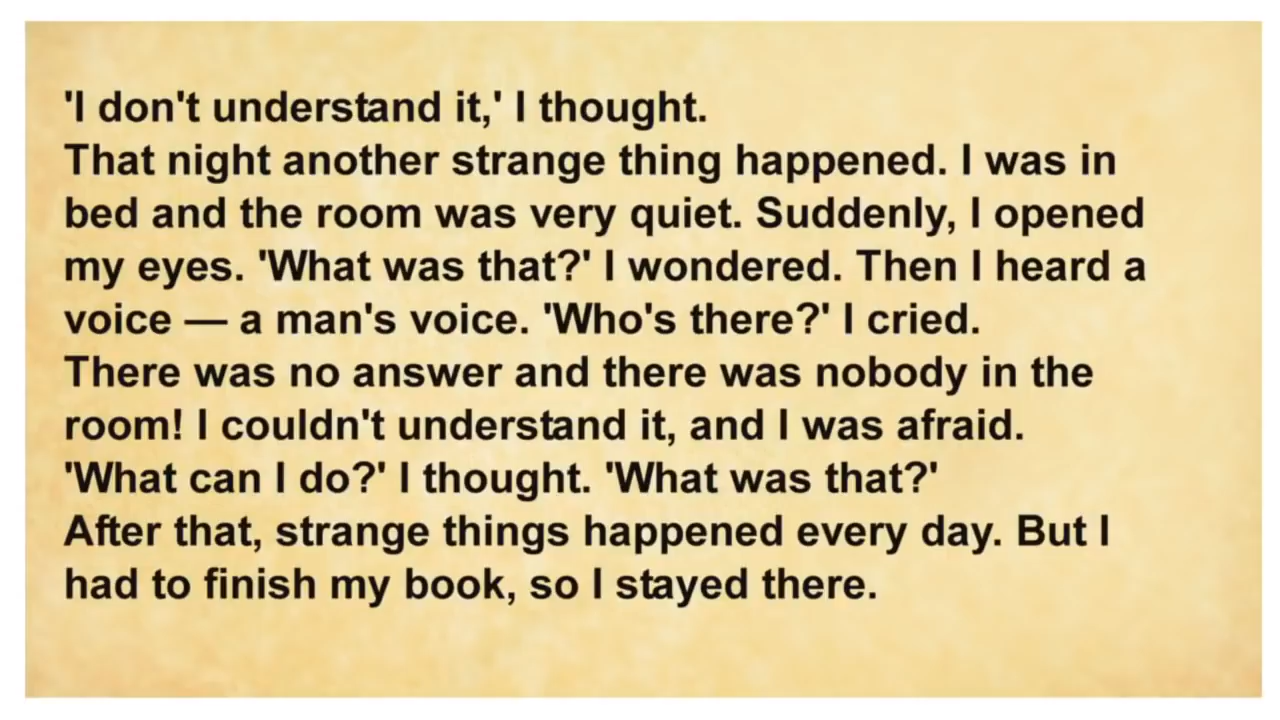 'I don't understand it,' I thought.
That night another strange thing happened. I was in
bed and the room was very quiet. Suddenly, I opened
my eyes. 'What was that?' I wondered. Then I heard a
voice — a man's voice. 'Who's there?' I cried.
There was no answer and there was nobody in the
room! I couldn't understand it, and I was afraid.
'What can I do?' I thought. 'What was that?'
After that, strange things happened every day. But I
had to finish my book, so I stayed there.